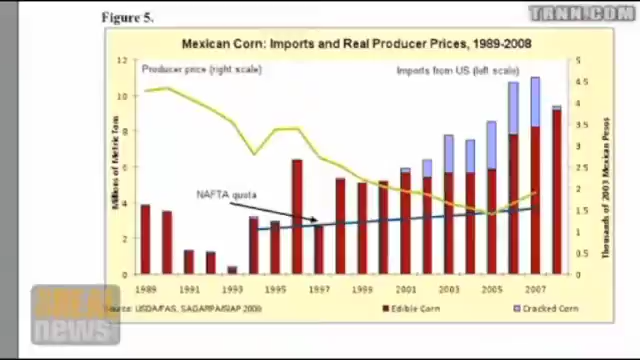 TRNN.COM
Figure 5.
Mexican Corn: Imports and Real Producer Prices, 1989-2008
Producer price (right scale)
Imports from US (left scale)
Millions of Metric Tons
12
10
8
6
4
2
0
NAFTA quota
5
4.5
4
3.5
3
2.5
2
1.5
1
0.5
0
Thousands of 2003 Mexican Pesos
1989 1991 1993 1995 1997 1999 2001 2003 2005 2007
Source: USDA/FAS, SAGARPA/SIAP 2008
Edible Corn
Cracked Corn
THE REAL
news